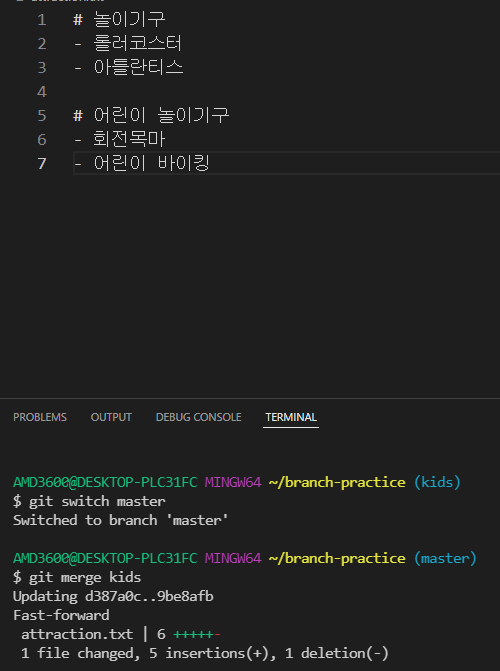 1 # 놀이기구
2 - 롤러코스터
3 - 아틀란티스
4
5 # 어린이 놀이기구
6 - 회전목마
7 - 어린이 바이킹
PROBLEMS OUTPUT DEBUG CONSOLE TERMINAL
AMD3600@DESKTOP-PLC31FC MINGW64 ~/branch-practice (kids)
$ git switch master
Switched to branch 'master'
AMD3600@DESKTOP-PLC31FC MINGW64 ~/branch-practice (master)
$ git merge kids
Updating d387a0c..9be8afb
Fast-forward
attraction.txt | 6 +++++-
1 file changed, 5 insertions(+), 1 deletion(-)